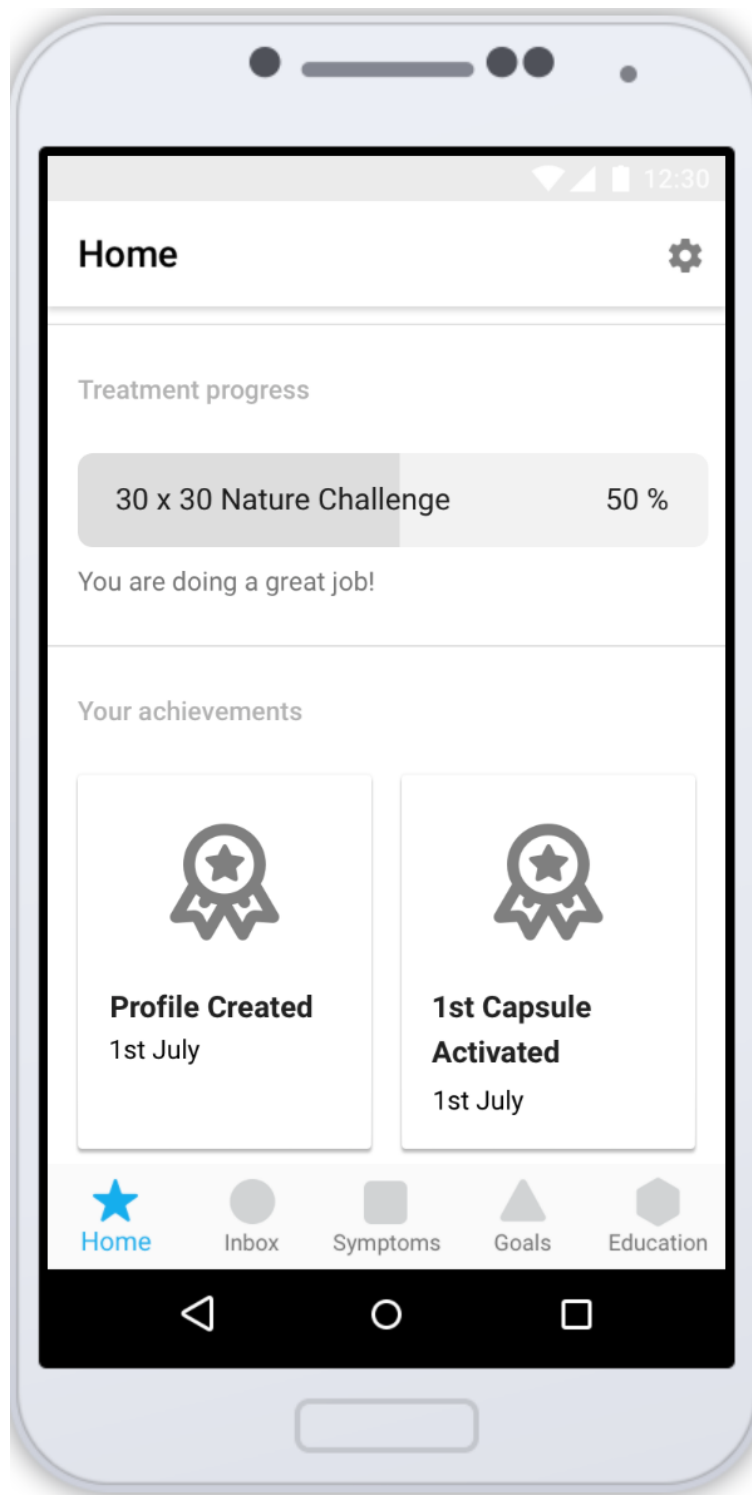 12:30
Home
Treatment progress
30 x 30 Nature Challenge 50 %
You are doing a great job!
Your achievements
Profile Created
1st July
1st Capsule
Activated
1st July
Home Inbox Symptoms Goals Education